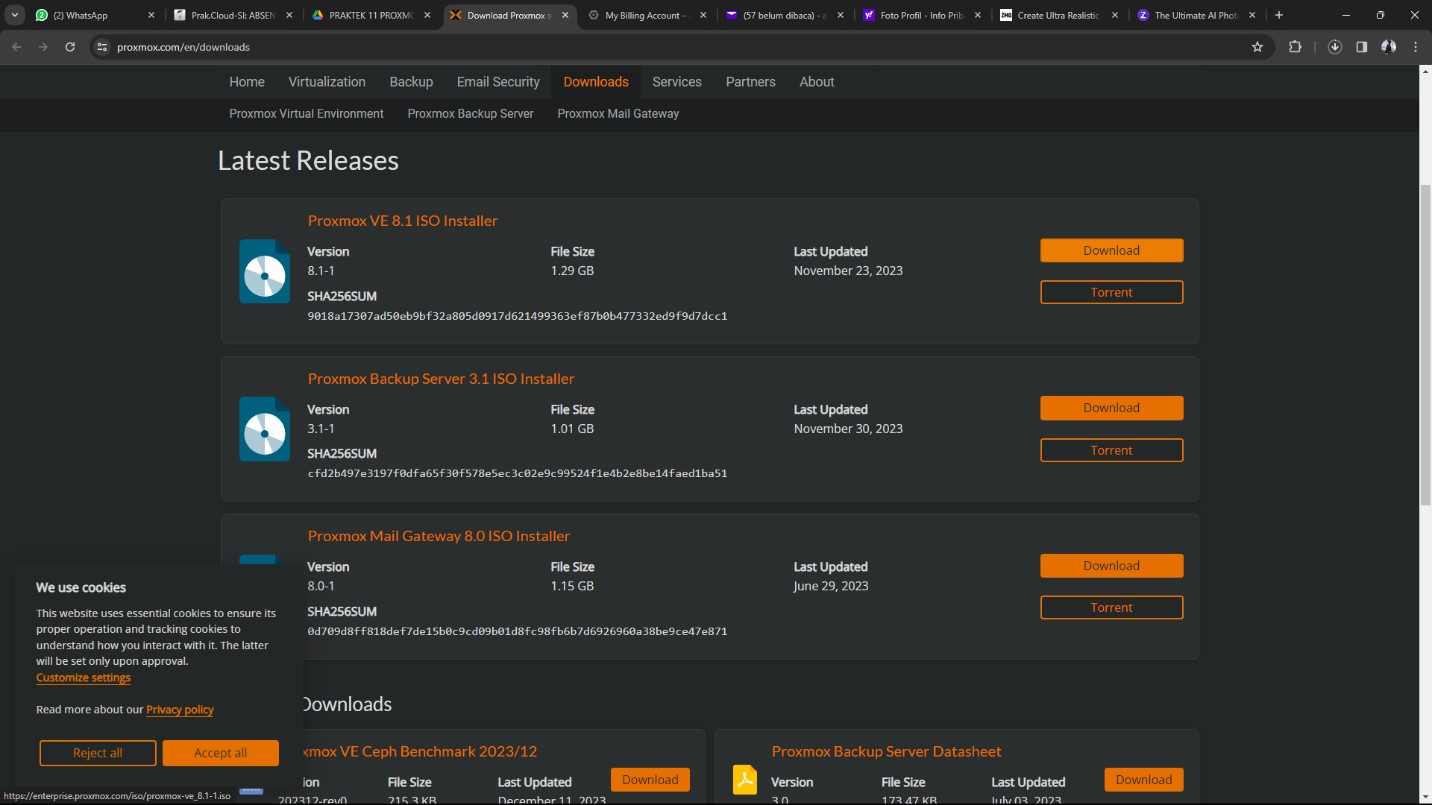 (2) WhatsApp
Prak.Cloud-SI: ABSEN
PRAKTEK 11 PROXMO
Download Proxmox s
My Billing Account –
(57 belum dibaca) - a
Foto Profil - Info Prib
Create Ultra Realistic
The Ultimate AI Phot
proxmox.com/en/downloads
Home Virtualization Backup Email Security Downloads Services Partners About
Proxmox Virtual Environment Proxmox Backup Server Proxmox Mail Gateway
Latest Releases
Proxmox VE 8.1 ISO Installer
Version File Size Last Updated
8.1-1 1.29 GB November 23, 2023
Download
Torrent
SHA256SUM
9018a17307ad50eb9bf32a805d0917d621499363ef87b0b477332ed9f9d7dcc1
Proxmox Backup Server 3.1 ISO Installer
Version File Size Last Updated
3.1-1 1.01 GB November 30, 2023
Download
Torrent
SHA256SUM
cfd2b497e3197f0dfa65f30f578e5ec3c02e9c99524f1e4b2e8be14faed1ba51
Proxmox Mail Gateway 8.0 ISO Installer
Version File Size Last Updated
8.0-1 1.15 GB June 29, 2023
Download
Torrent
SHA256SUM
0d709d8ff818def7de15b0c9cd09b01d8fc98fb6b7d6926960a38be9ce47e871
Downloads
xmox VE Ceph Benchmark 2023/12
ion File Size Last Updated
202312-rev0 215.3 KB December 11, 2023
Download
Proxmox Backup Server Datasheet
Version File Size Last Updated
3.0 173.47 KB July 03, 2023
Download
We use cookies
This website uses essential cookies to ensure its
proper operation and tracking cookies to
understand how you interact with it. The latter
will be set only upon approval.
Customize settings
Read more about our Privacy policy
Reject all Accept all
https://enterprise.proxmox.com/iso/proxmox-ve_8.1-1.iso